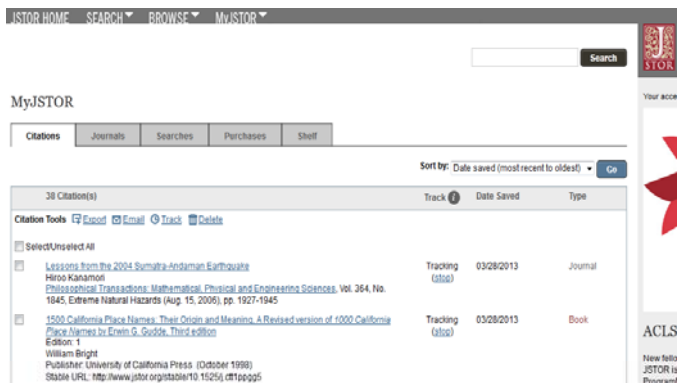 JSTOR HOME SEARCH BROWSE MyJSTOR
Search
JSTOR
Your acce
MyJSTOR
Citations Journals Searches Purchases Shelf
Sort by: Date saved (most recent to oldest) Go
38 Citation(s) Track i Date Saved Type
Citation Tools Export Email Track Delete
Select/Unselect All
Lessons from the 2004 Sumatra-Andaman Earthquake Tracking 03/28/2013 Journal
Hiroo Kanamori (stop)
Philosophical Transactions: Mathematical, Physical and Engineering Sciences, Vol. 364, No.
1845, Extreme Natural Hazards (Aug. 15, 2006), pp. 1927-1945
1500 California Place Names: Their Origin and Meaning, A Revised version of 1000 California Tracking 03/28/2013 Book
Place Names by Erwin G. Gudde, Third edition (stop)
Edition: 1
William Bright
Publisher: University of California Press (October 1998)
Stable URL: http://www.jstor.org/stable/10.1525/j.ctt1ppgg5
ACLS
New fello
JSTOR is
Program